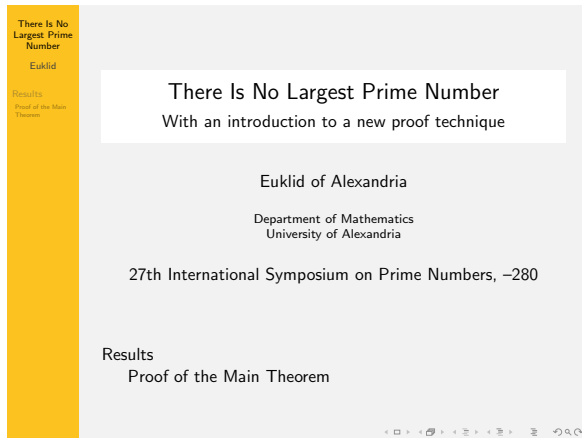 There Is No
Largest Prime
Number
Euklid
Results
Proof of the Main
Theorem
There Is No Largest Prime Number
With an introduction to a new proof technique
Euklid of Alexandria
Department of Mathematics
University of Alexandria
27th International Symposium on Prime Numbers, –280
Results
Proof of the Main Theorem